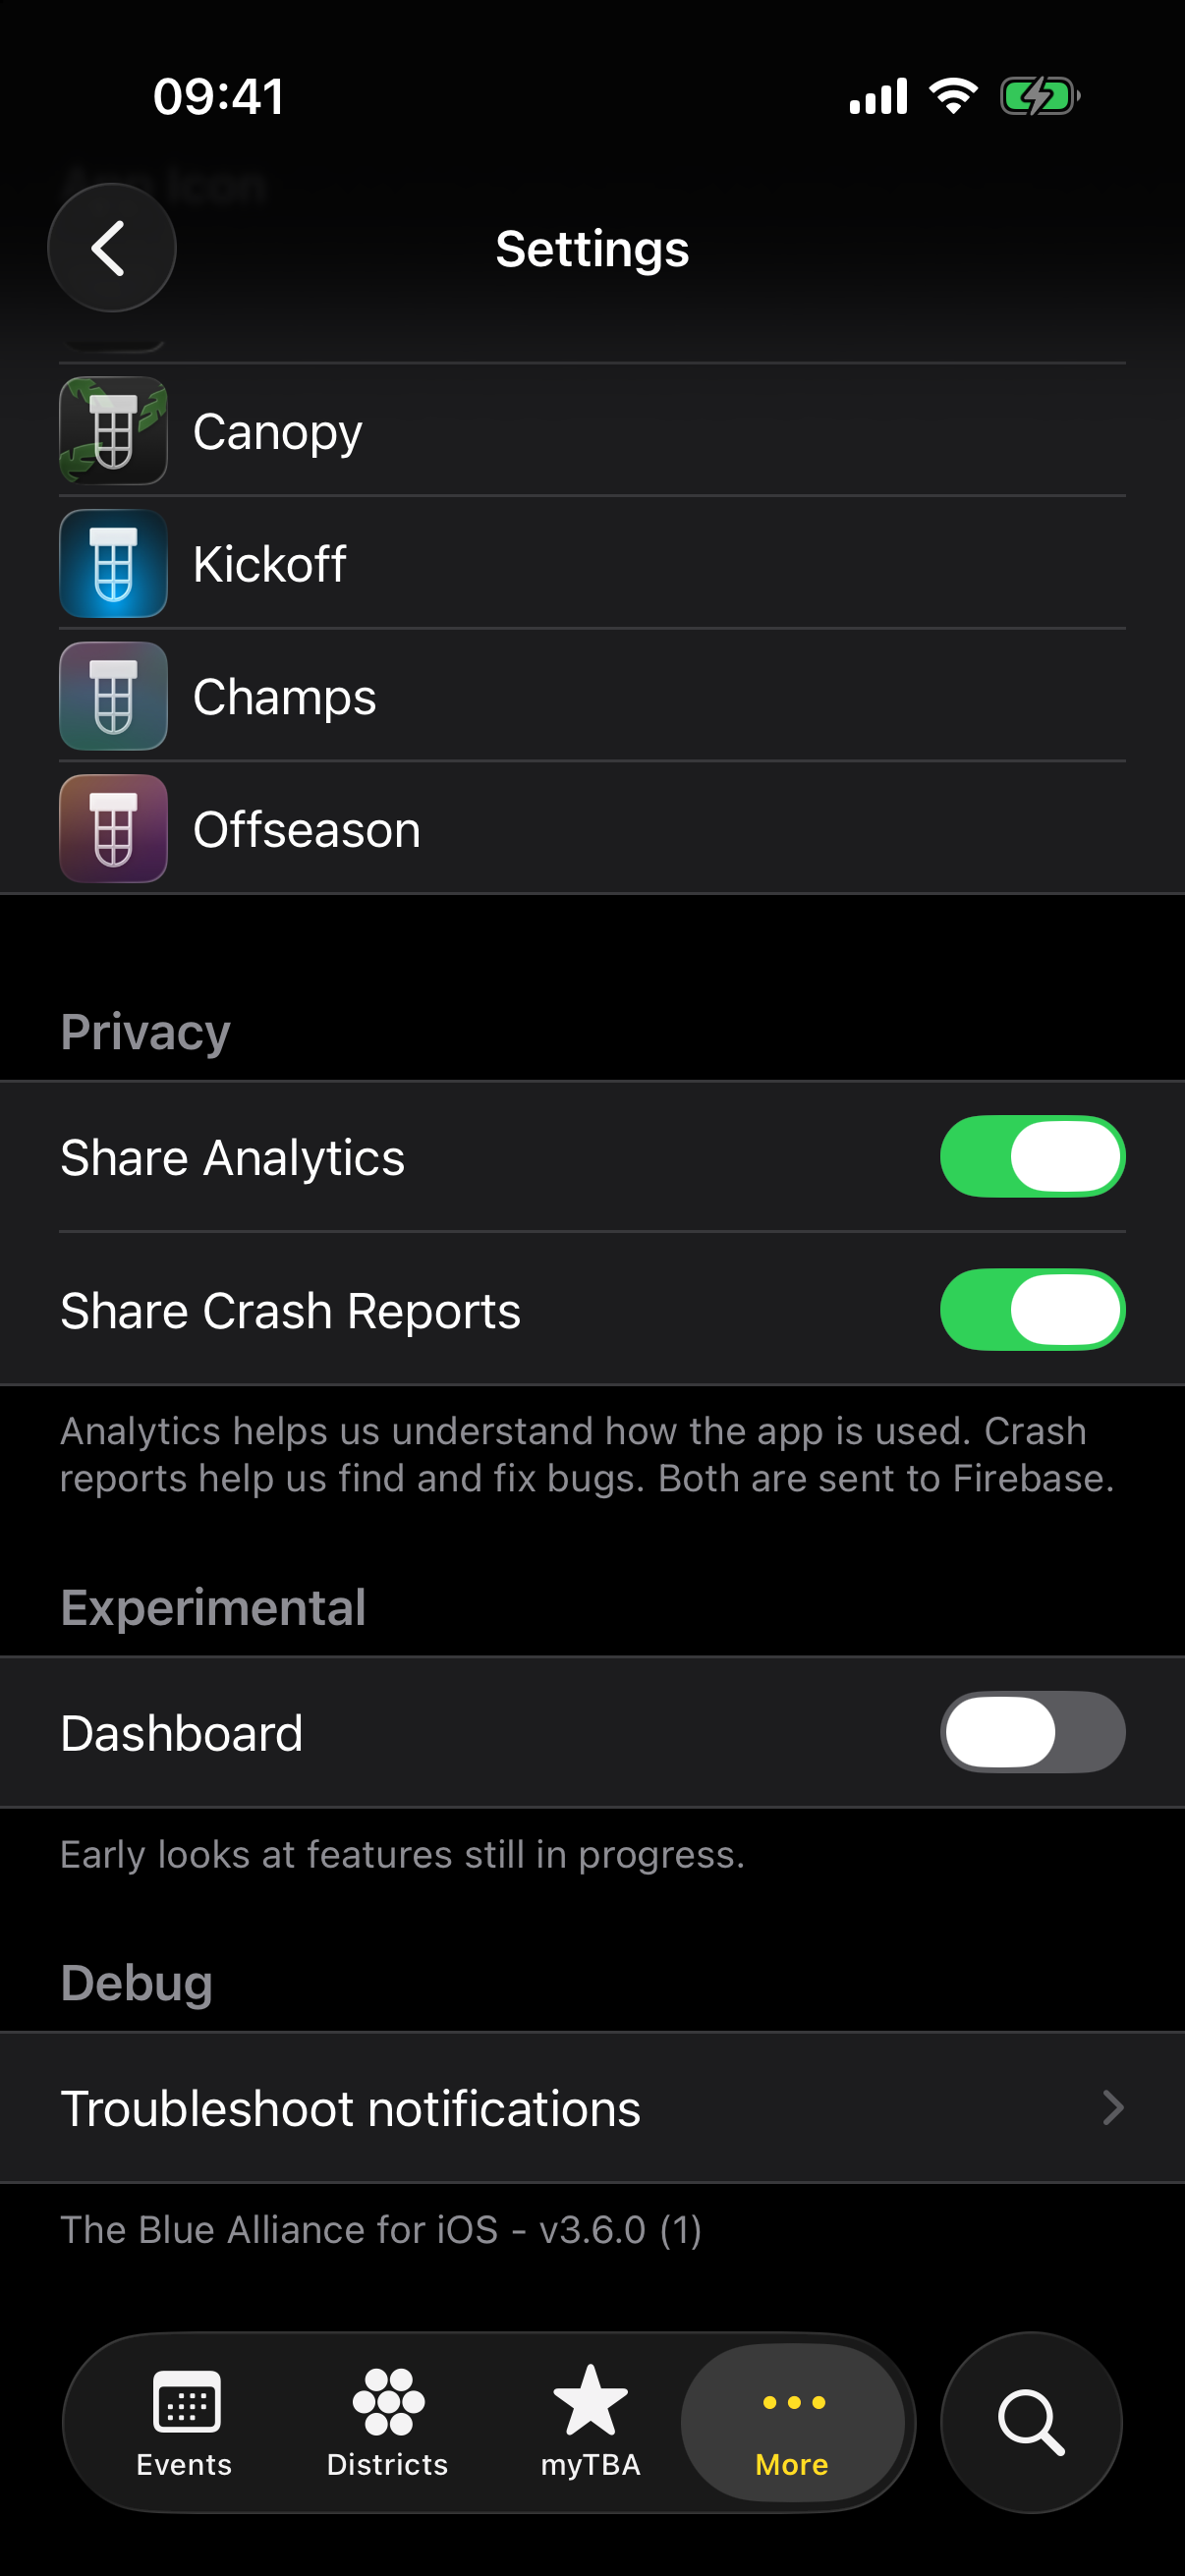 09:41
App Icon
Settings
Canopy
Kickoff
Champs
Offseason
Privacy
Share Analytics
Share Crash Reports
Analytics helps us understand how the app is used. Crash
reports help us find and fix bugs. Both are sent to Firebase.
Experimental
Dashboard
Early looks at features still in progress.
Debug
Troubleshoot notifications
The Blue Alliance for iOS - v3.6.0 (1)
Events
Districts
myTBA
More